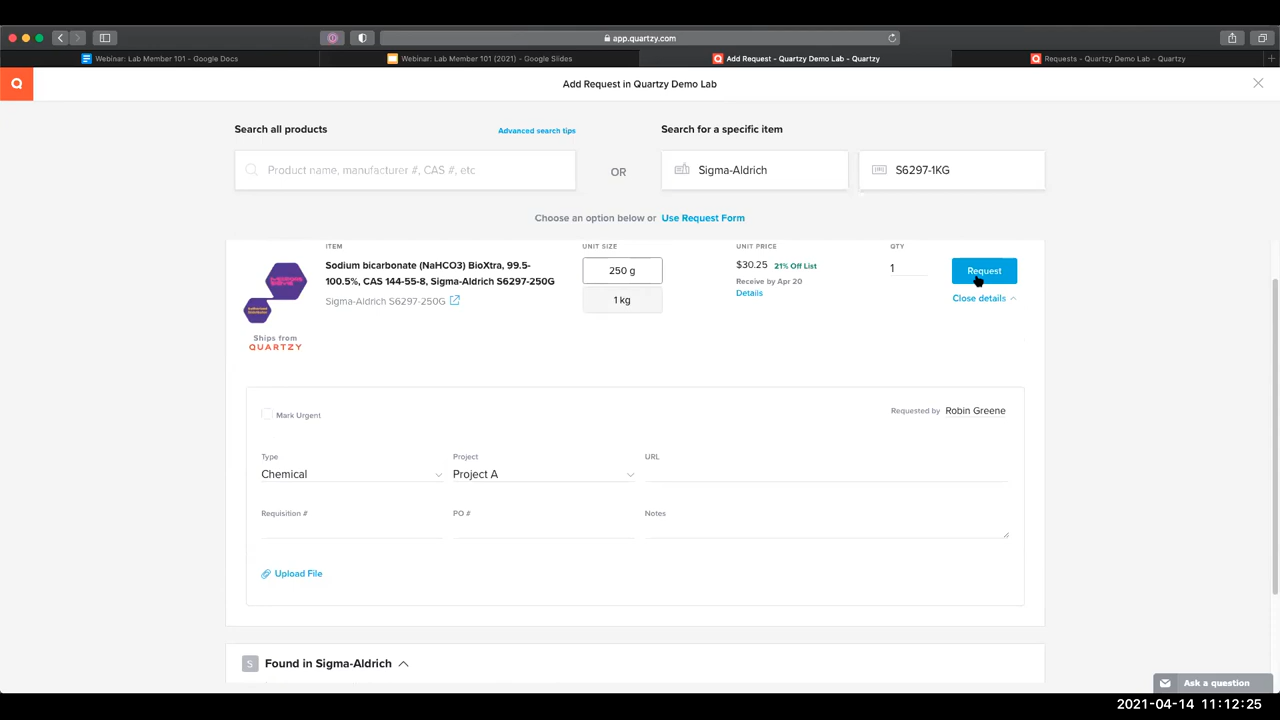 app.quartzy.com
Webinar: Lab Member 101 - Google Docs
Webinar: Lab Member 101 (2021) - Google Slides
Add Request - Quartzy Demo Lab - Quartzy
Requests - Quartzy Demo Lab - Quartzy
Q
Add Request in Quartzy Demo Lab
Search all products
Advanced search tips
Search for a specific item
Product name, manufacturer #, CAS #, etc
OR
Sigma-Aldrich
S6297-1KG
Choose an option below or Use Request Form
ITEM
UNIT SIZE
UNIT PRICE
QTY
Sodium bicarbonate (NaHCO3) BioXtra, 99.5-
100.5%, CAS 144-55-8, Sigma-Aldrich S6297-250G
Sigma-Aldrich S6297-250G
250 g
1 kg
$30.25 21% Off List
Receive by Apr 20
Details
1
Request
Close details
Ships from
QUARTZY
Mark Urgent
Requested by Robin Greene
Type
Project
URL
Chemical
Project A
Requisition #
PO #
Notes
Upload File
S Found in Sigma-Aldrich
Ask a question
2021-04-14 11:12:25